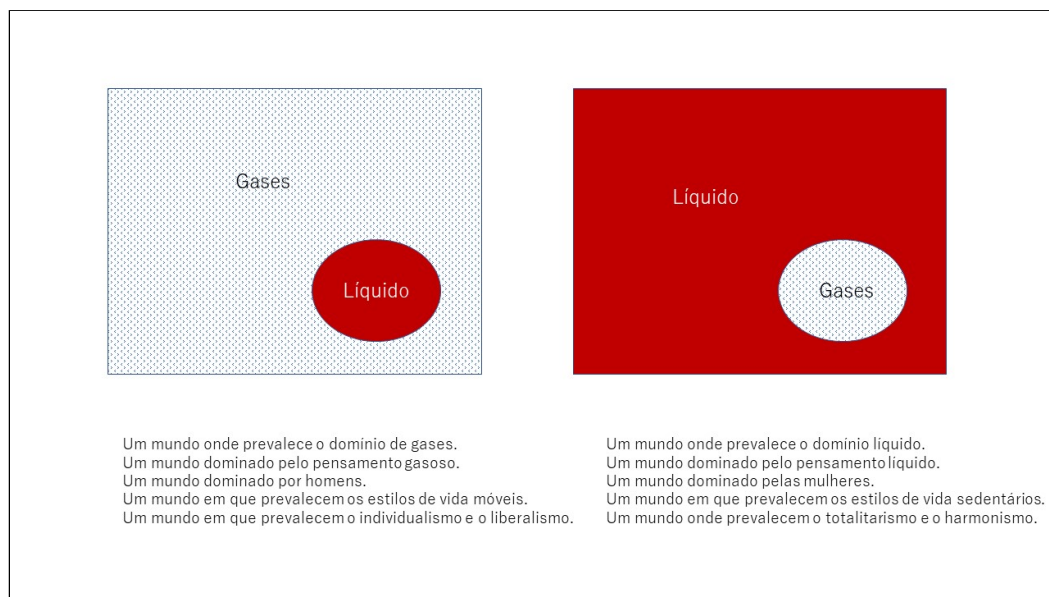 Gases
Líquido
Líquido
Gases
Um mundo onde prevalece o domínio de gases.
Um mundo dominado pelo pensamento gasoso.
Um mundo dominado por homens.
Um mundo em que prevalecem os estilos de vida móveis.
Um mundo em que prevalecem o individualismo e o liberalismo.
Um mundo onde prevalece o domínio líquido.
Um mundo dominado pelo pensamento líquido.
Um mundo dominado pelas mulheres.
Um mundo em que prevalecem os estilos de vida sedentários.
Um mundo onde prevalecem o totalitarismo e o harmonismo.